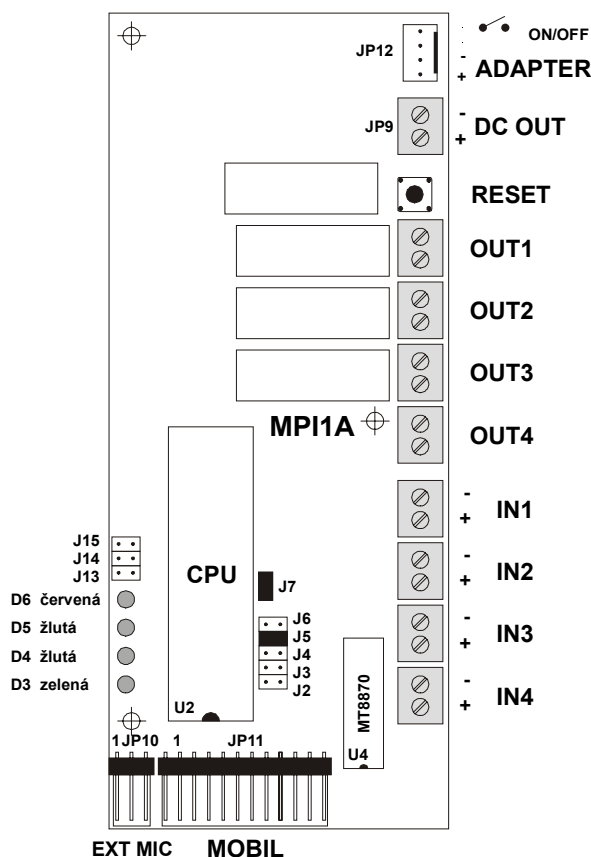 ON/OFF
JP12
-
+
ADAPTER
JP9
-
+
DC OUT
RESET
OUT1
OUT2
OUT3
MPI1A
OUT4
-
+
IN1
J15
J14
J13
CPU
J7
-
+
IN2
D6 červená
D5 žlutá
D4 žlutá
D3 zelená
J6
J5
J4
J3
J2
-
+
IN3
MT8870
-
+
IN4
U2
U4
1 JP10
1 JP11
EXT MIC
MOBIL